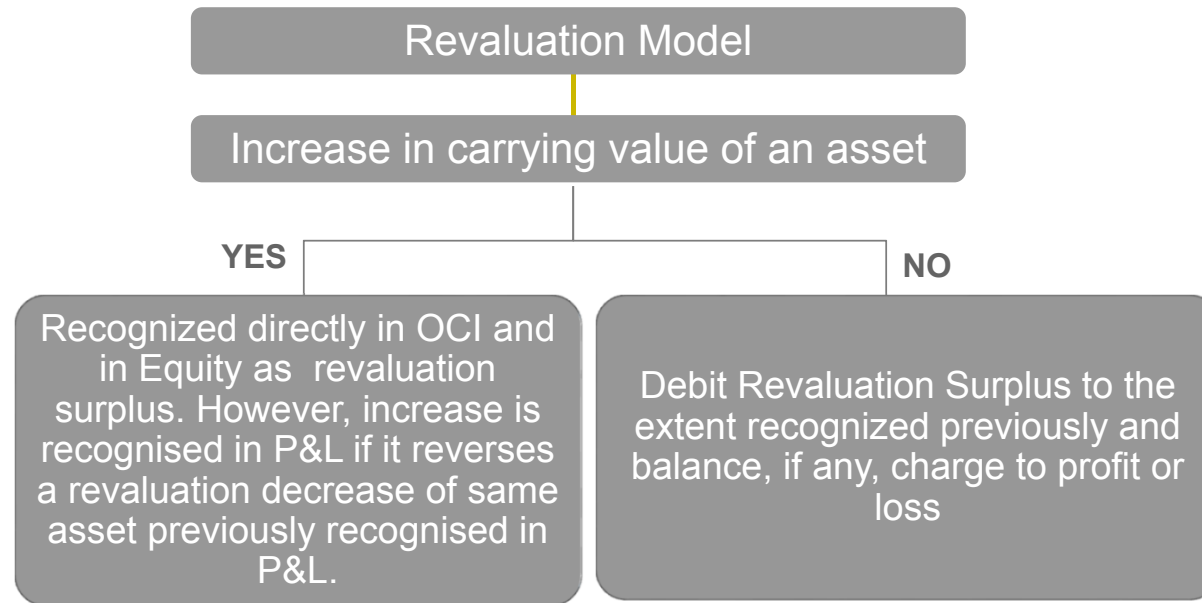 Revaluation Model
Increase in carrying value of an asset
YES
NO
Recognized directly in OCI and
in Equity as revaluation
surplus. However, increase is
recognised in P&L if it reverses
a revaluation decrease of same
asset previously recognised in
P&L.
Debit Revaluation Surplus to the
extent recognized previously and
balance, if any, charge to profit or
loss